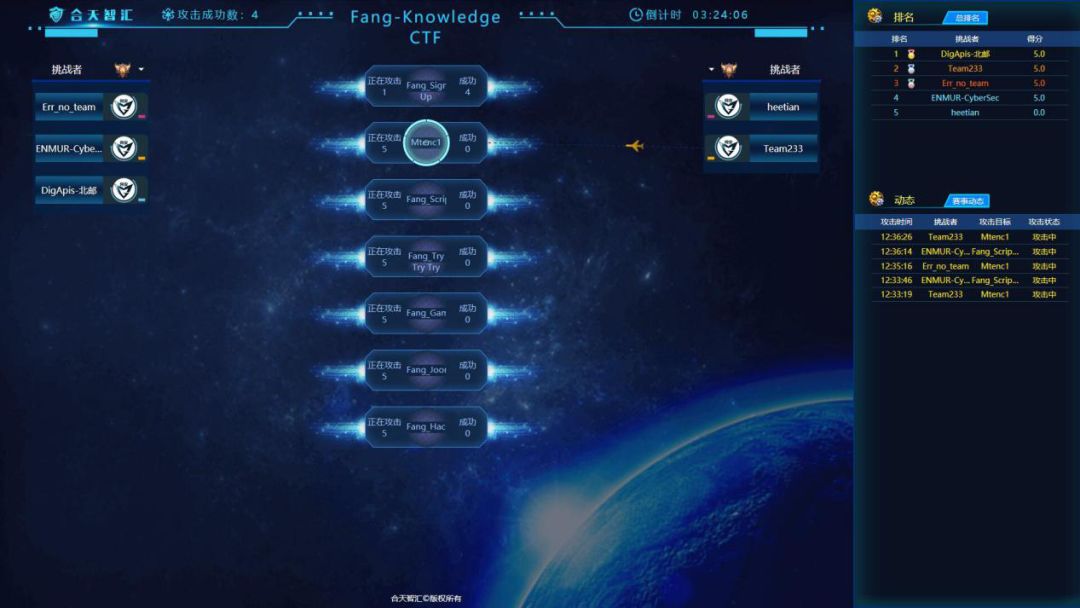 合天智汇
攻击成功数: 4
Fang-Knowledge
CTF
倒计时 03:24:06
挑战者
Err_no_team
ENMUR-Cybe...
DigApis-北邮
正在攻击
1
Fang_Sign
Up
成功
4
正在攻击
5
Mtenc1
成功
0
正在攻击
5
Fang_Scrip
成功
0
正在攻击
5
Fang_Try
Try Try
成功
0
正在攻击
5
Fang_Gam
成功
0
正在攻击
5
Fang_Joor
成功
0
正在攻击
5
Fang_Hac
成功
0
挑战者
heetian
Team233
合天智汇©版权所有
排名 总排名
排名 挑战者 得分
1 DigApis-北邮 5.0
2 Team233 5.0
3 Err_no_team 5.0
4 ENMUR-CyberSec 5.0
5 heetian 0.0
动态 赛事动态
攻击时间 挑战者 攻击目标 攻击状态
12:36:26 Team233 Mtenc1 攻击中
12:36:14 ENMUR-Cy... Fang_Scrip... 攻击中
12:35:16 Err_no_team Mtenc1 攻击中
12:33:46 ENMUR-Cy... Fang_Scrip... 攻击中
12:33:19 Team233 Mtenc1 攻击中